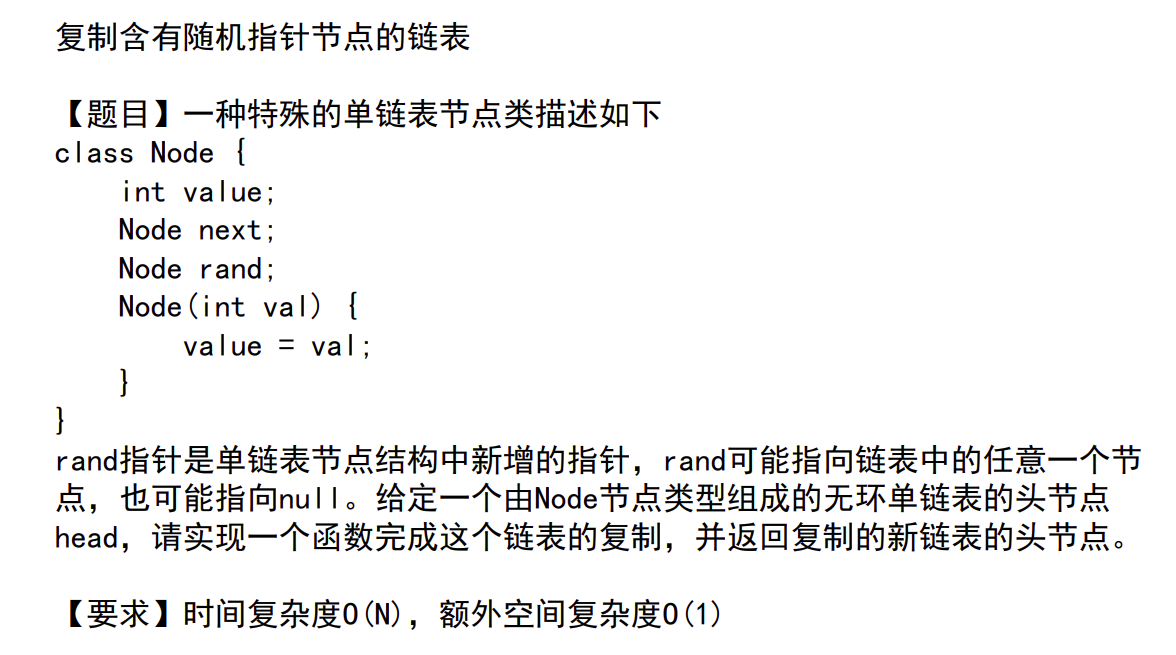 复制含有随机指针节点的链表
【题目】一种特殊的单链表节点类描述如下
class Node {
    int value;
    Node next;
    Node rand;
    Node(int val) {
        value = val;
    }
}
rand指针是单链表节点结构中新增的指针，rand可能指向链表中的任意一个节
点，也可能指向null。给定一个由Node节点类型组成的无环单链表的头节点
head，请实现一个函数完成这个链表的复制，并返回复制的新链表的头节点。
【要求】时间复杂度O(N)，额外空间复杂度O(1)